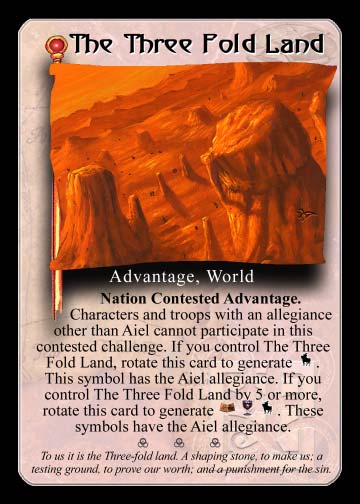 The Three Fold Land
Advantage, World
Nation Contested Advantage.
Characters and troops with an allegiance
other than Aiel cannot participate in this
contested challenge. If you control The Three
Fold Land, rotate this card to generate .
This symbol has the Aiel allegiance. If you
control The Three Fold Land by 5 or more,
rotate this card to generate . These
symbols have the Aiel allegiance.
To us it is the Three-fold land. A shaping stone, to make us; a
testing ground, to prove our worth; and a punishment for the sin.